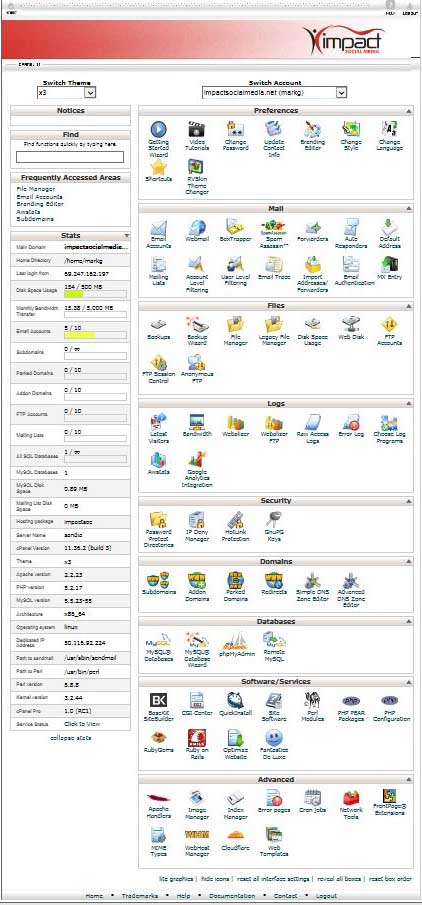 impact
SOCIAL MEDIA
Switch Theme
x3
Switch Account
impactsocialmedia.net (markg)
Notices
Find
Find functions quickly by typing here.
Frequently Accessed Areas
File Manager
Email Accounts
Branding Editor
Awstats
Subdomains
Stats
Main Domain impactsocialmedia...
Home Directory /home/markg
Last login from 69.247.162.197
Disk Space Usage 154 / 500 MB
Monthly Bandwidth Transfer 15.38 / 5,000 MB
Email Accounts 5 / 10
Subdomains 0 / ∞
Parked Domains 0 / 10
Addon Domains 0 / 10
FTP Accounts 0 / 10
Mailing Lists 0 / 10
All SQL Databases 1 / ∞
MySQL Databases 1
MySQL Disk Space 0.89 MB
Mailing List Disk Space 0 MB
Hosting package
Server Name
cPanel Version 11.36.2 (build 3)
Theme x3
Apache version 2.2.23
PHP version 5.2.17
MySQL version 5.5.23-55
Architecture x86_64
Operating system linux
Dedicated IP Address 50.116.92.224
Path to sendmail /usr/sbin/sendmail
Path to Perl /usr/bin/perl
Perl version 5.8.8
Kernel version 3.2.44
cPanel Pro 1.0 (RC1)
Service Status Click to View
collapse stats
Preferences
Getting Started Wizard
Video Tutorials
Change Password
Update Contact Info
Branding Editor
Change Style
Change Language
Shortcuts
RVSkin Theme Changer
Mail
Email Accounts
Webmail
BoxTrapper
Spam Assassin™
Forwarders
Auto Responders
Default Address
Mailing Lists
Account Level Filtering
User Level Filtering
Email Trace
Import Addresses/Forwarders
Email Authentication
MX Entry
Files
Backups
Backup Wizard
File Manager
Legacy File Manager
Disk Space Usage
Web Disk
FTP Accounts
FTP Session Control
Anonymous FTP
Logs
Latest Visitors
Bandwidth
Webalizer
Webalizer FTP
Raw Access Logs
Error Log
Choose Log Programs
Awstats
Google Analytics Integration
Security
Password Protect Directories
IP Deny Manager
HotLink Protection
GnuPG Keys
Domains
Subdomains
Addon Domains
Parked Domains
Redirects
Simple DNS Zone Editor
Advanced DNS Zone Editor
Databases
MySQL® Databases
MySQL® Database Wizard
phpMyAdmin
Remote MySQL
Software/Services
BaseKit SiteBuilder
CGI Center
QuickInstall
Site Software
Perl Modules
PHP PEAR Packages
PHP Configuration
RubyGems
Ruby on Rails
Optimize Website
Fantastico De Luxe
Advanced
Apache Handlers
Image Manager
Index Manager
Error pages
Cron jobs
Network Tools
FrontPage® Extensions
MIME Types
WebHost Manager
Cloudflare
Web Templates
lite graphics | hide icons | reset all interface settings | reveal all boxes | reset box order
Home • Trademarks • Help • Documentation • Contact • Logout